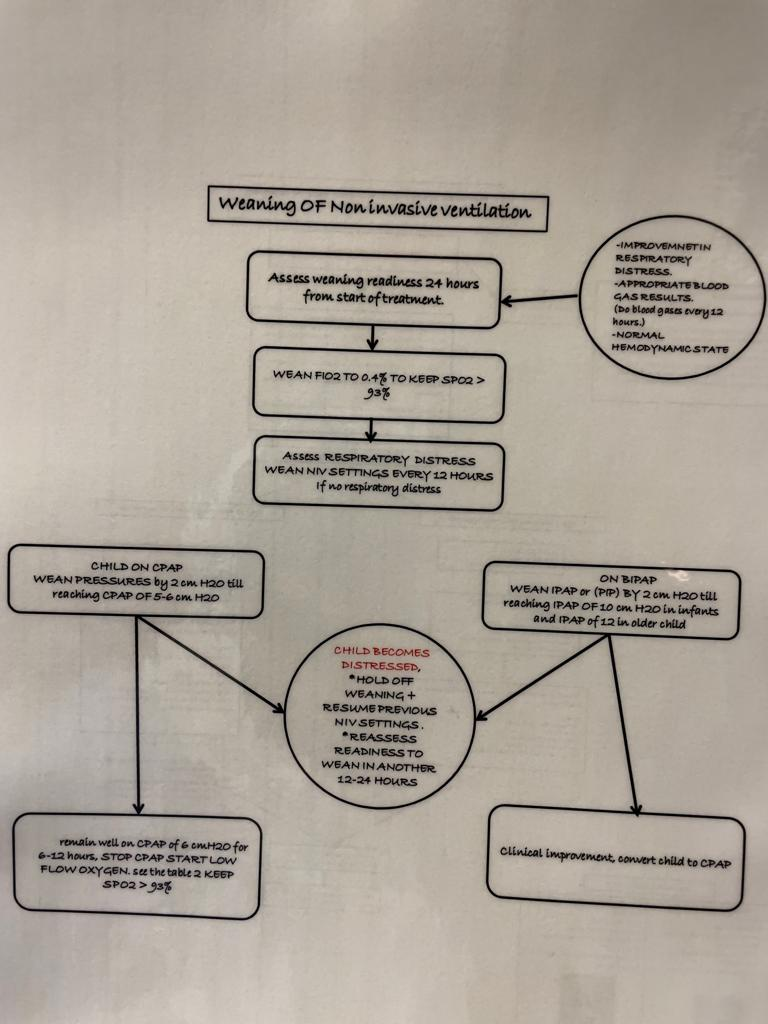 Weaning OF Non invasive ventilation
Assess weaning readiness 24 hours
from start of treatment.
-IMPROVEMNET IN
RESPIRATORY
DISTRESS.
-APPROPRIATE BLOOD
GAS RESULTS.
(Do blood gases every 12
hours.)
-NORMAL
HEMODYNAMIC STATE
WEAN FIO2 TO 0.4% TO KEEP SPO2 >
93%
Assess RESPIRATORY DISTRESS
WEAN NIV SETTINGS EVERY 12 HOURS
If no respiratory distress
CHILD ON CPAP
WEAN PRESSURES by 2 cm H2O till
reaching CPAP OF 5-6 cm H2O
ON BIPAP
WEAN IPAP or (PIP) BY 2 cm H2O till
reaching IPAP OF 10 cm H2O in infants
and IPAP of 12 in older child
CHILD BECOMES
DISTRESSED,
*HOLD OFF
WEANING +
RESUME PREVIOUS
NIV SETTINGS.
*REASSESS
READINESS TO
WEAN IN ANOTHER
12-24 HOURS
remain well on CPAP of 6 cmH2O for
6-12 hours, STOP CPAP START LOW
FLOW OXYGEN. see the table 2 KEEP
SPO2 > 93%
Clinical improvement, convert child to CPAP